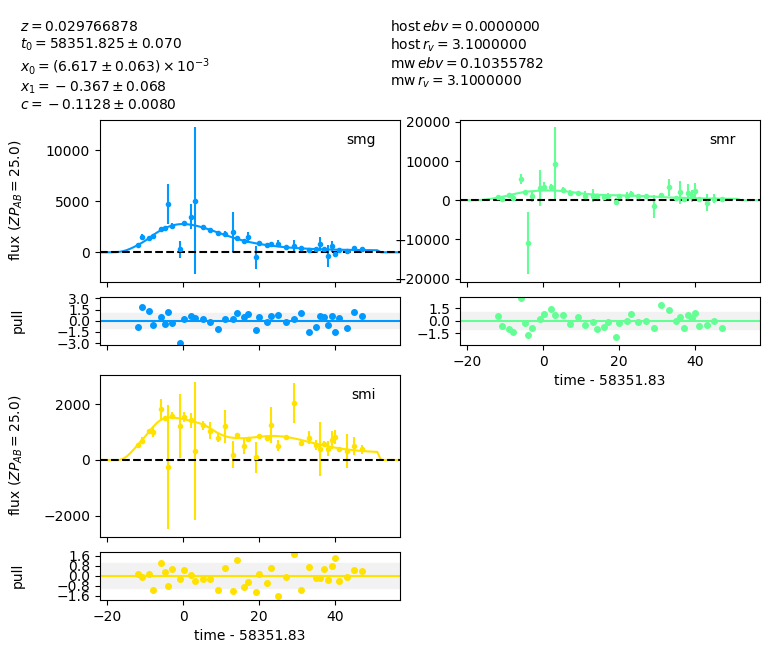 z = 0.029766878
t₀ = 58351.825 ± 0.070
x₀ = (6.617 ± 0.063) × 10⁻³
x₁ = −0.367 ± 0.068
c = −0.1128 ± 0.0080
host ebv = 0.0000000
host r_v = 3.1000000
mw ebv = 0.10355782
mw r_v = 3.1000000
flux (ZP_AB = 25.0)
10000
5000
0
smg
pull
3.0
1.5
0.0
−1.5
−3.0
20000
10000
0
−10000
−20000
smr
1.5
0.0
−1.5
−20
0
20
40
time - 58351.83
flux (ZP_AB = 25.0)
2000
0
−2000
smi
pull
1.6
0.8
0.0
−0.8
−1.6
−20
0
20
40
time - 58351.83